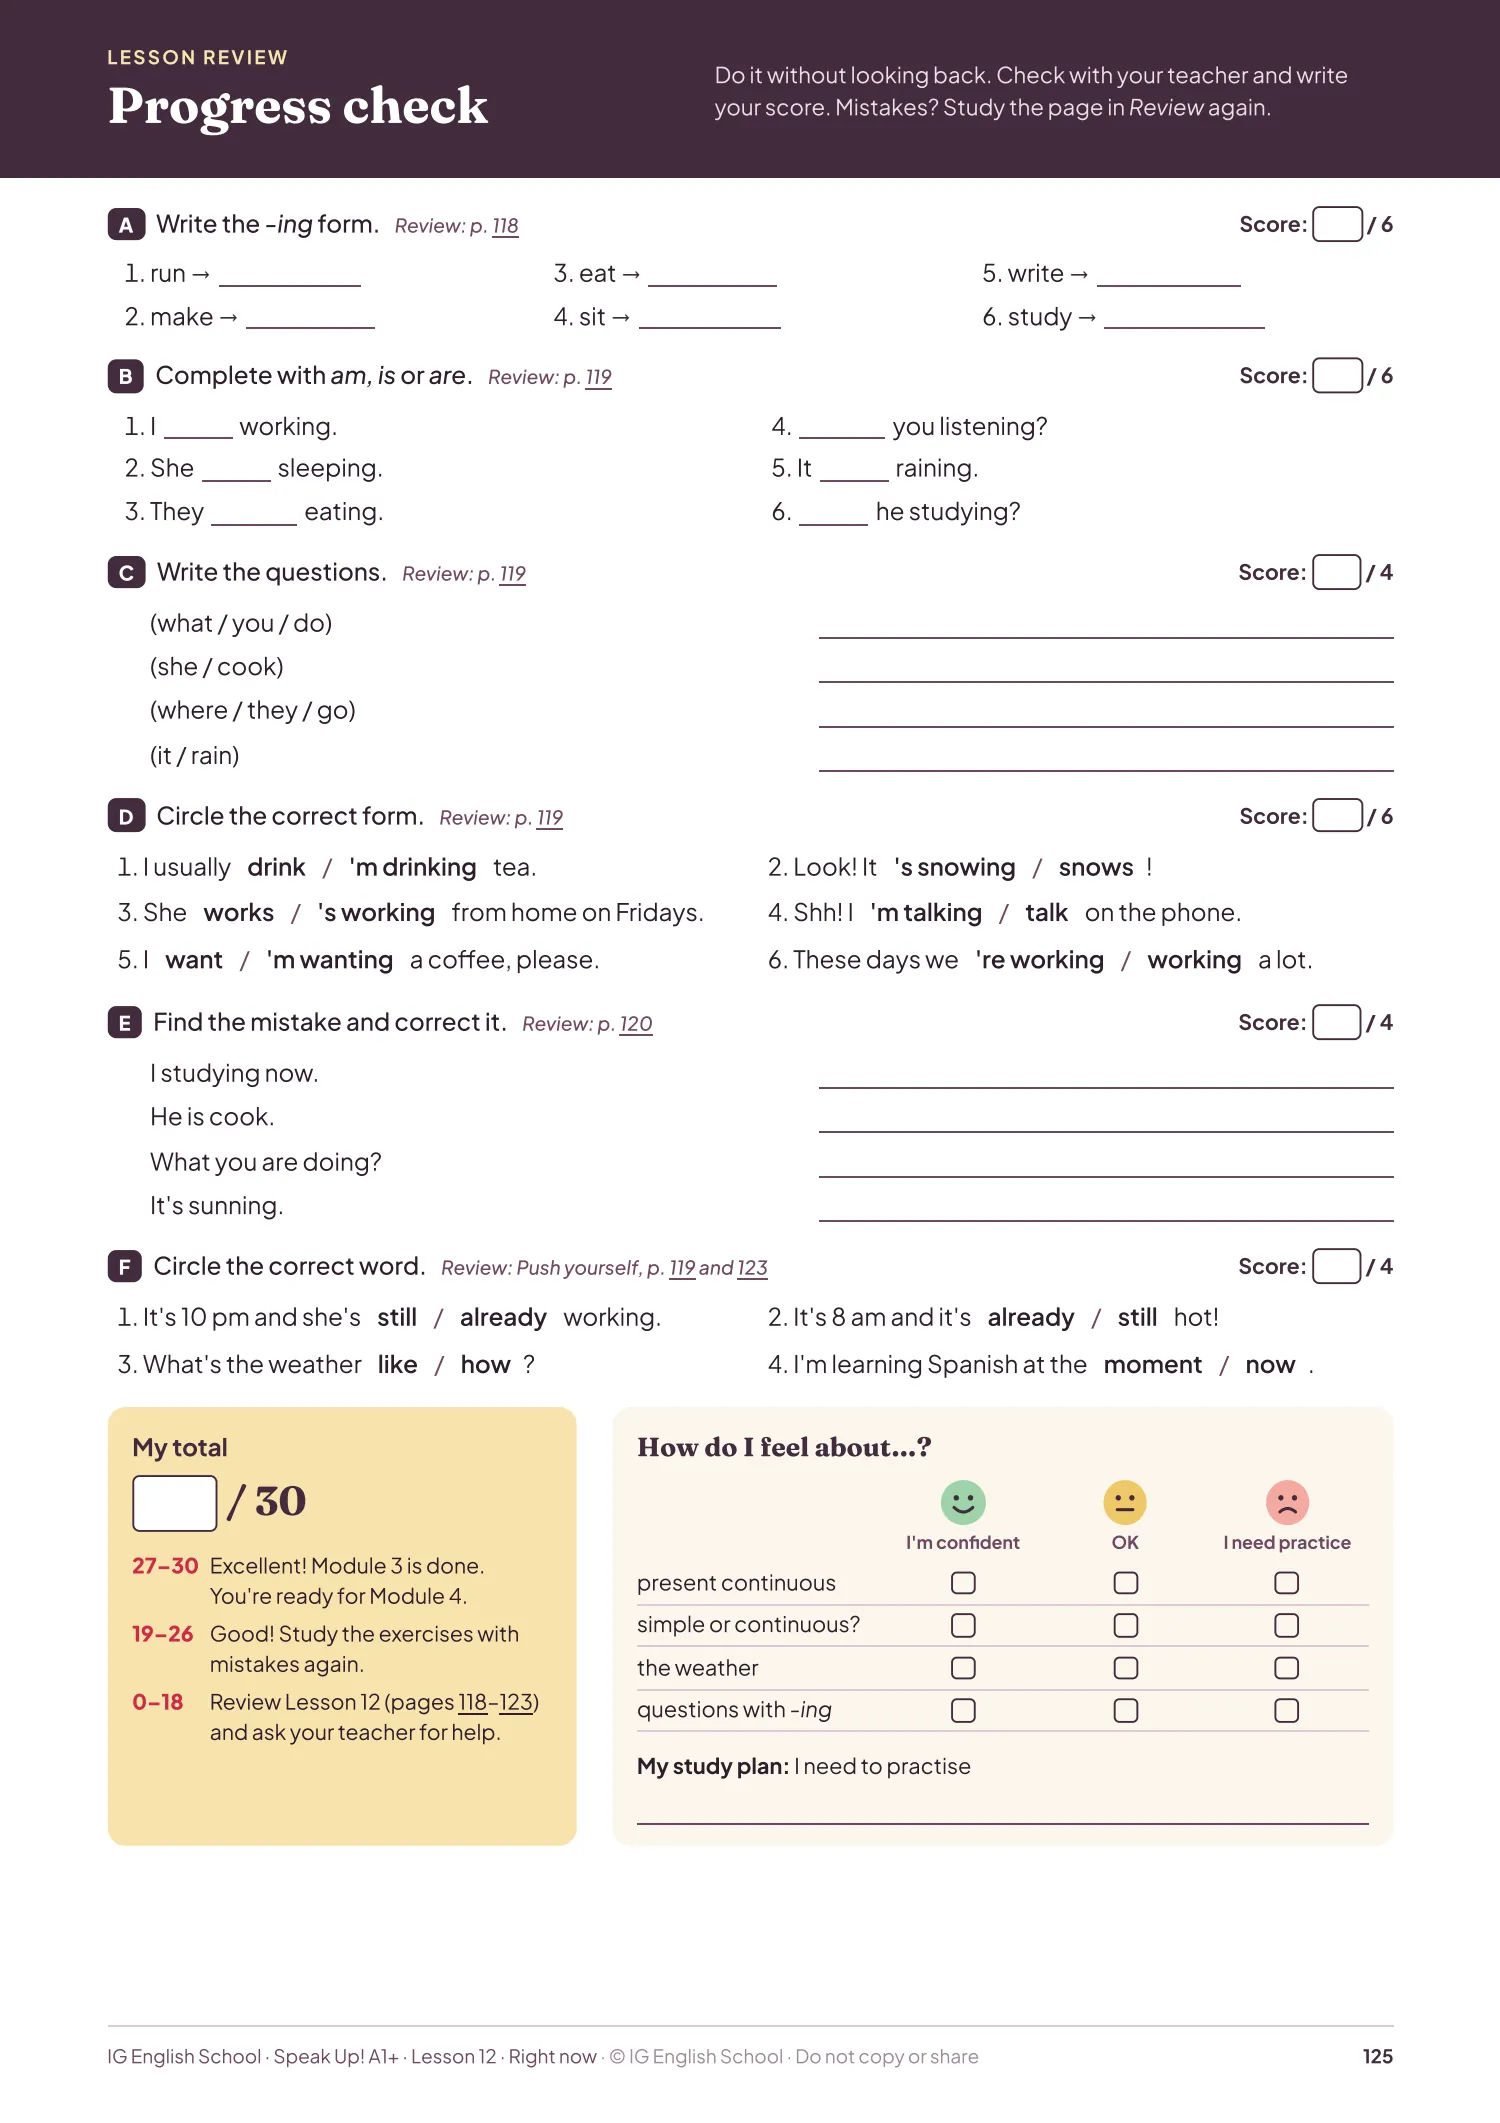 LESSON REVIEW
Progress check
Do it without looking back. Check with your teacher and write
your score. Mistakes? Study the page in Review again.
A Write the -ing form. Review: p. 118 Score: / 6
1. run → ____ 3. eat → ____ 5. write → ____
2. make → ____ 4. sit → ____ 6. study → ____
B Complete with am, is or are. Review: p. 119 Score: / 6
1. I ____ working. 4. ____ you listening?
2. She ____ sleeping. 5. It ____ raining.
3. They ____ eating. 6. ____ he studying?
C Write the questions. Review: p. 119 Score: / 4
(what / you / do)
(she / cook)
(where / they / go)
(it / rain)
D Circle the correct form. Review: p. 119 Score: / 6
1. I usually drink / 'm drinking tea. 2. Look! It 's snowing / snows !
3. She works / 's working from home on Fridays. 4. Shh! I 'm talking / talk on the phone.
5. I want / 'm wanting a coffee, please. 6. These days we 're working / working a lot.
E Find the mistake and correct it. Review: p. 120 Score: / 4
I studying now.
He is cook.
What you are doing?
It's sunning.
F Circle the correct word. Review: Push yourself, p. 119 and 123 Score: / 4
1. It's 10 pm and she's still / already working. 2. It's 8 am and it's already / still hot!
3. What's the weather like / how ? 4. I'm learning Spanish at the moment / now .
My total
/ 30
27–30 Excellent! Module 3 is done.
You're ready for Module 4.
19–26 Good! Study the exercises with
mistakes again.
0–18 Review Lesson 12 (pages 118–123)
and ask your teacher for help.
How do I feel about...?
I'm confident OK I need practice
present continuous
simple or continuous?
the weather
questions with -ing
My study plan: I need to practise
IG English School · Speak Up! A1+ · Lesson 12 · Right now · © IG English School · Do not copy or share 125